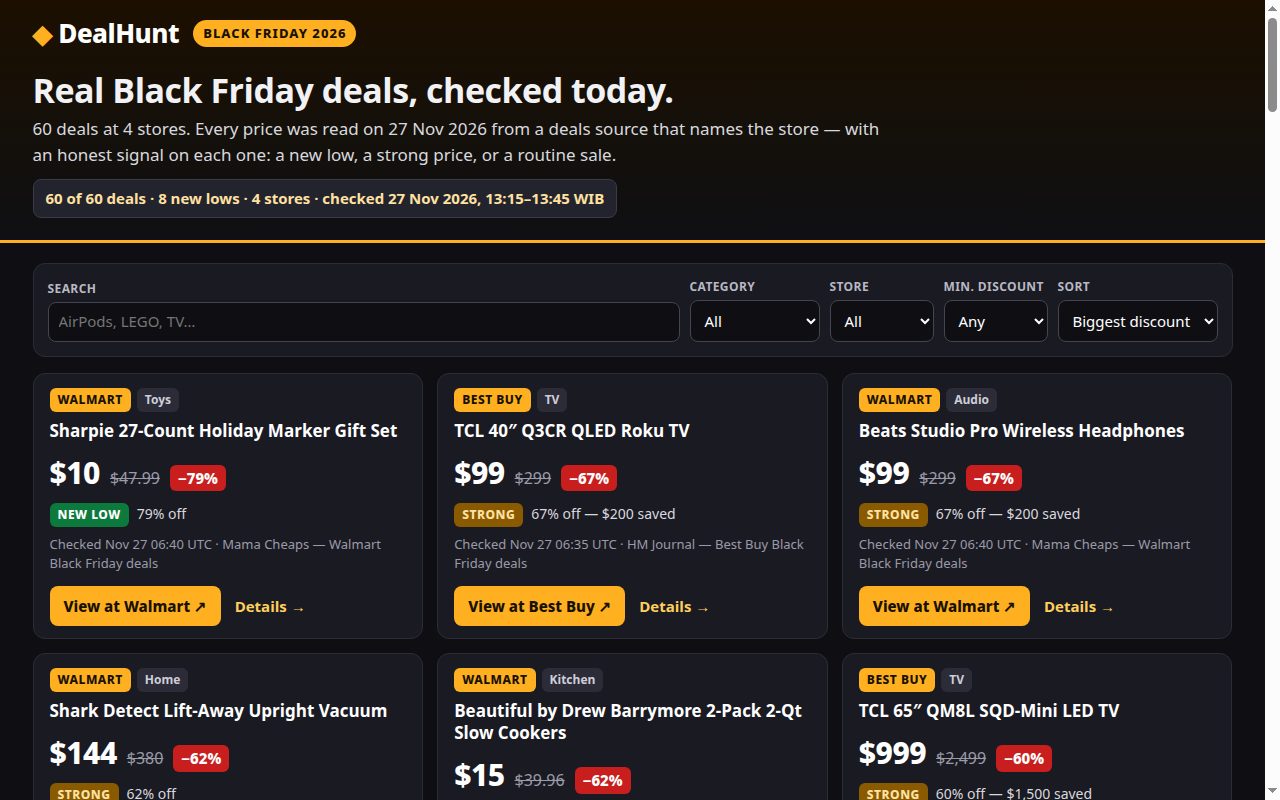 ◆ DealHunt BLACK FRIDAY 2026
Real Black Friday deals, checked today.
60 deals at 4 stores. Every price was read on 27 Nov 2026 from a deals source that names the store — with
an honest signal on each one: a new low, a strong price, or a routine sale.
60 of 60 deals · 8 new lows · 4 stores · checked 27 Nov 2026, 13:15–13:45 WIB
SEARCH CATEGORY STORE MIN. DISCOUNT SORT
AirPods, LEGO, TV... All All Any Biggest discount
WALMART Toys
Sharpie 27-Count Holiday Marker Gift Set
$10 $47.99 −79%
NEW LOW 79% off
Checked Nov 27 06:40 UTC · Mama Cheaps — Walmart
Black Friday deals
View at Walmart ↗ Details →
BEST BUY TV
TCL 40″ Q3CR QLED Roku TV
$99 $299 −67%
STRONG 67% off — $200 saved
Checked Nov 27 06:35 UTC · HM Journal — Best Buy Black
Friday deals
View at Best Buy ↗ Details →
WALMART Audio
Beats Studio Pro Wireless Headphones
$99 $299 −67%
STRONG 67% off — $200 saved
Checked Nov 27 06:40 UTC · Mama Cheaps — Walmart
Black Friday deals
View at Walmart ↗ Details →
WALMART Home
Shark Detect Lift-Away Upright Vacuum
$144 $380 −62%
STRONG 62% off
WALMART Kitchen
Beautiful by Drew Barrymore 2-Pack 2-Qt
Slow Cookers
$15 $39.96 −62%
BEST BUY TV
TCL 65″ QM8L SQD-Mini LED TV
$999 $2,499 −60%
STRONG 60% off — $1,500 saved